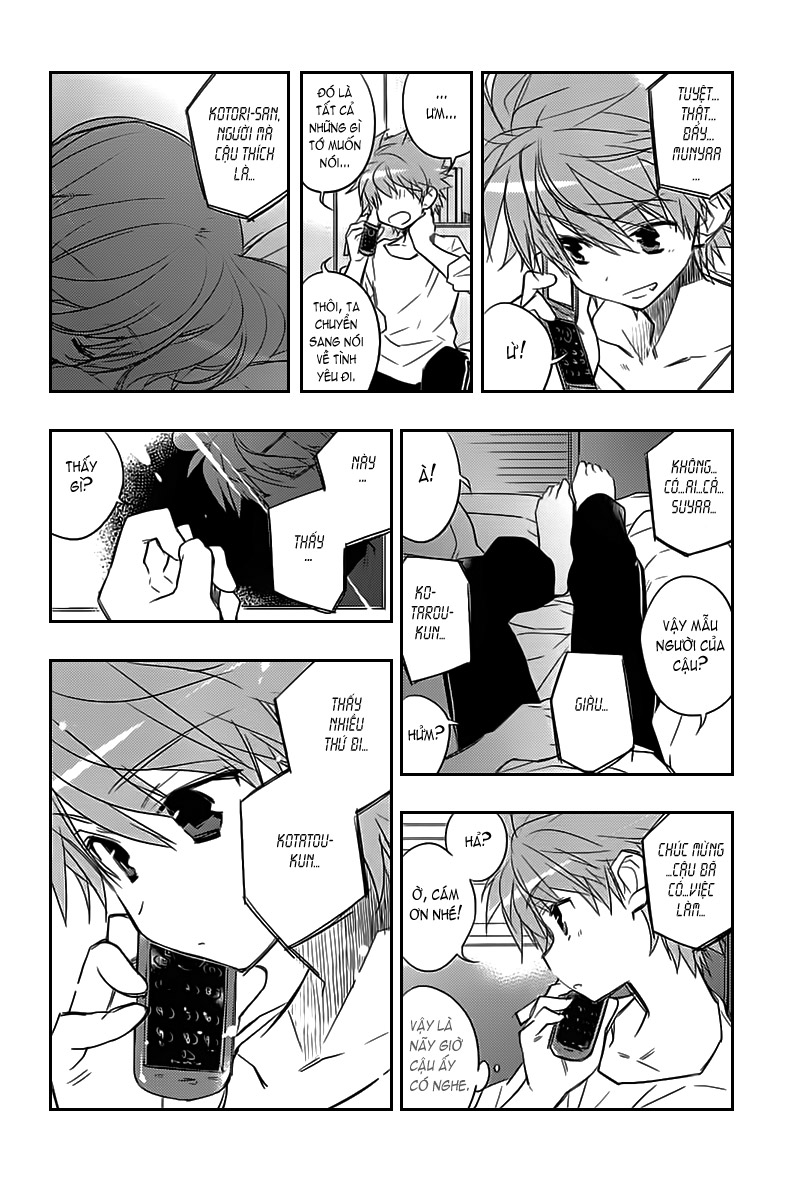 TUYỆT...
THẬT...
BẢY...
MUNYAA
...
Ừ!
...
ƯM...
ĐÓ LÀ
TẤT CẢ
NHỮNG GÌ
TỚ MUỐN
NÓI...
THÔI, TA
CHUYỂN
SANG NÓI
VỀ TÌNH
YÊU ĐI.
KOTORI-SAN,
NGƯỜI MÀ
CẬU THÍCH
LÀ...
KHÔNG...
CÓ...AI...CẢ...
SUYAA...
À!
VẬY MẪU
NGƯỜI CỦA
CẬU?
KO-
TAROU-
KUN...
GIÀU...
HỬM?
NÀY
...
THẤY
...
THẤY
GÌ?
CHÚC MỪNG
...CẬU BÀ
CÓ...VIỆC
LÀM...
HẢ?
Ờ, CÁM
ƠN NHÉ!
VẬY LÀ
NÃY GIỜ
CẬU ẤY
CÓ NGHE.
THẤY
NHIỀU
THỨ BI...
KOTATOU-
KUN...